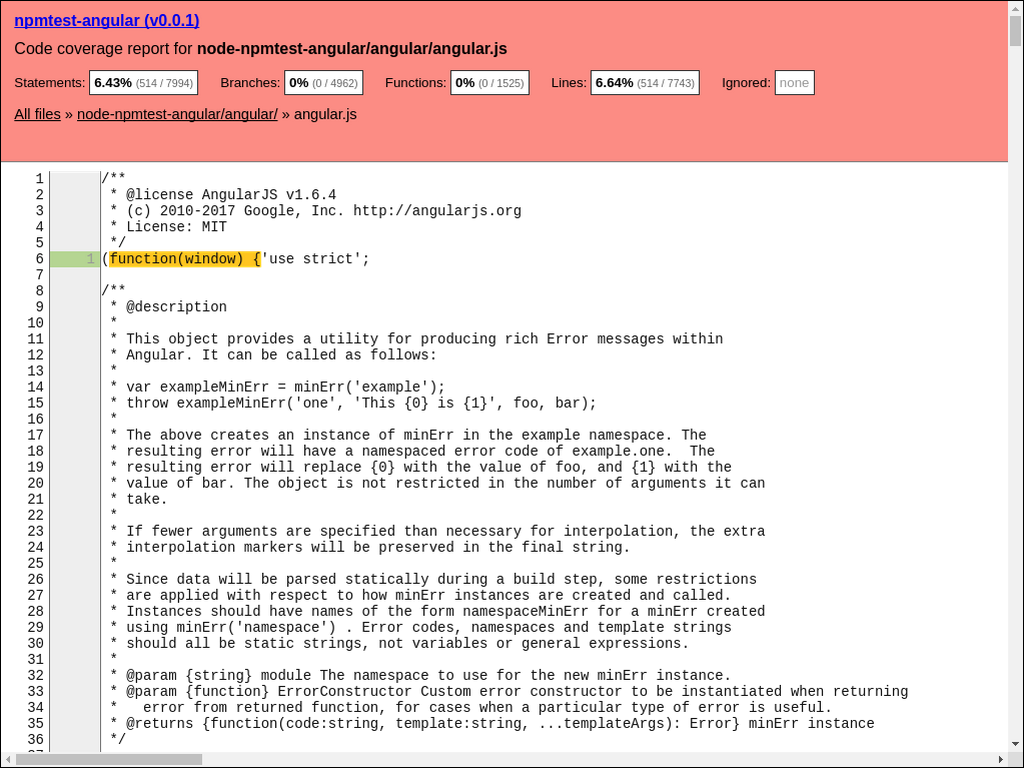 npmtest-angular (v0.0.1)
Code coverage report for node-npmtest-angular/angular/angular.js
Statements: 6.43% (514 / 7994) Branches: 0% (0 / 4962) Functions: 0% (0 / 1525) Lines: 6.64% (514 / 7743) Ignored: none
All files » node-npmtest-angular/angular/ » angular.js
1 /**
2  * @license AngularJS v1.6.4
3  * (c) 2010-2017 Google, Inc. http://angularjs.org
4  * License: MIT
5  */
6 1 (function(window) {'use strict';
7
8 /**
9  * @description
10  *
11  * This object provides a utility for producing rich Error messages within
12  * Angular. It can be called as follows:
13  *
14  * var exampleMinErr = minErr('example');
15  * throw exampleMinErr('one', 'This {0} is {1}', foo, bar);
16  *
17  * The above creates an instance of minErr in the example namespace. The
18  * resulting error will have a namespaced error code of example.one.  The
19  * resulting error will replace {0} with the value of foo, and {1} with the
20  * value of bar. The object is not restricted in the number of arguments it can
21  * take.
22  *
23  * If fewer arguments are specified than necessary for interpolation, the extra
24  * interpolation markers will be preserved in the final string.
25  *
26  * Since data will be parsed statically during a build step, some restrictions
27  * are applied with respect to how minErr instances are created and called.
28  * Instances should have names of the form namespaceMinErr for a minErr created
29  * using minErr('namespace') . Error codes, namespaces and template strings
30  * should all be static strings, not variables or general expressions.
31  *
32  * @param {string} module The namespace to use for the new minErr instance.
33  * @param {function} ErrorConstructor Custom error constructor to be instantiated when returning
34  *   error from returned function, for cases when a particular type of error is useful.
35  * @returns {function(code:string, template:string, ...templateArgs): Error} minErr instance
36  */